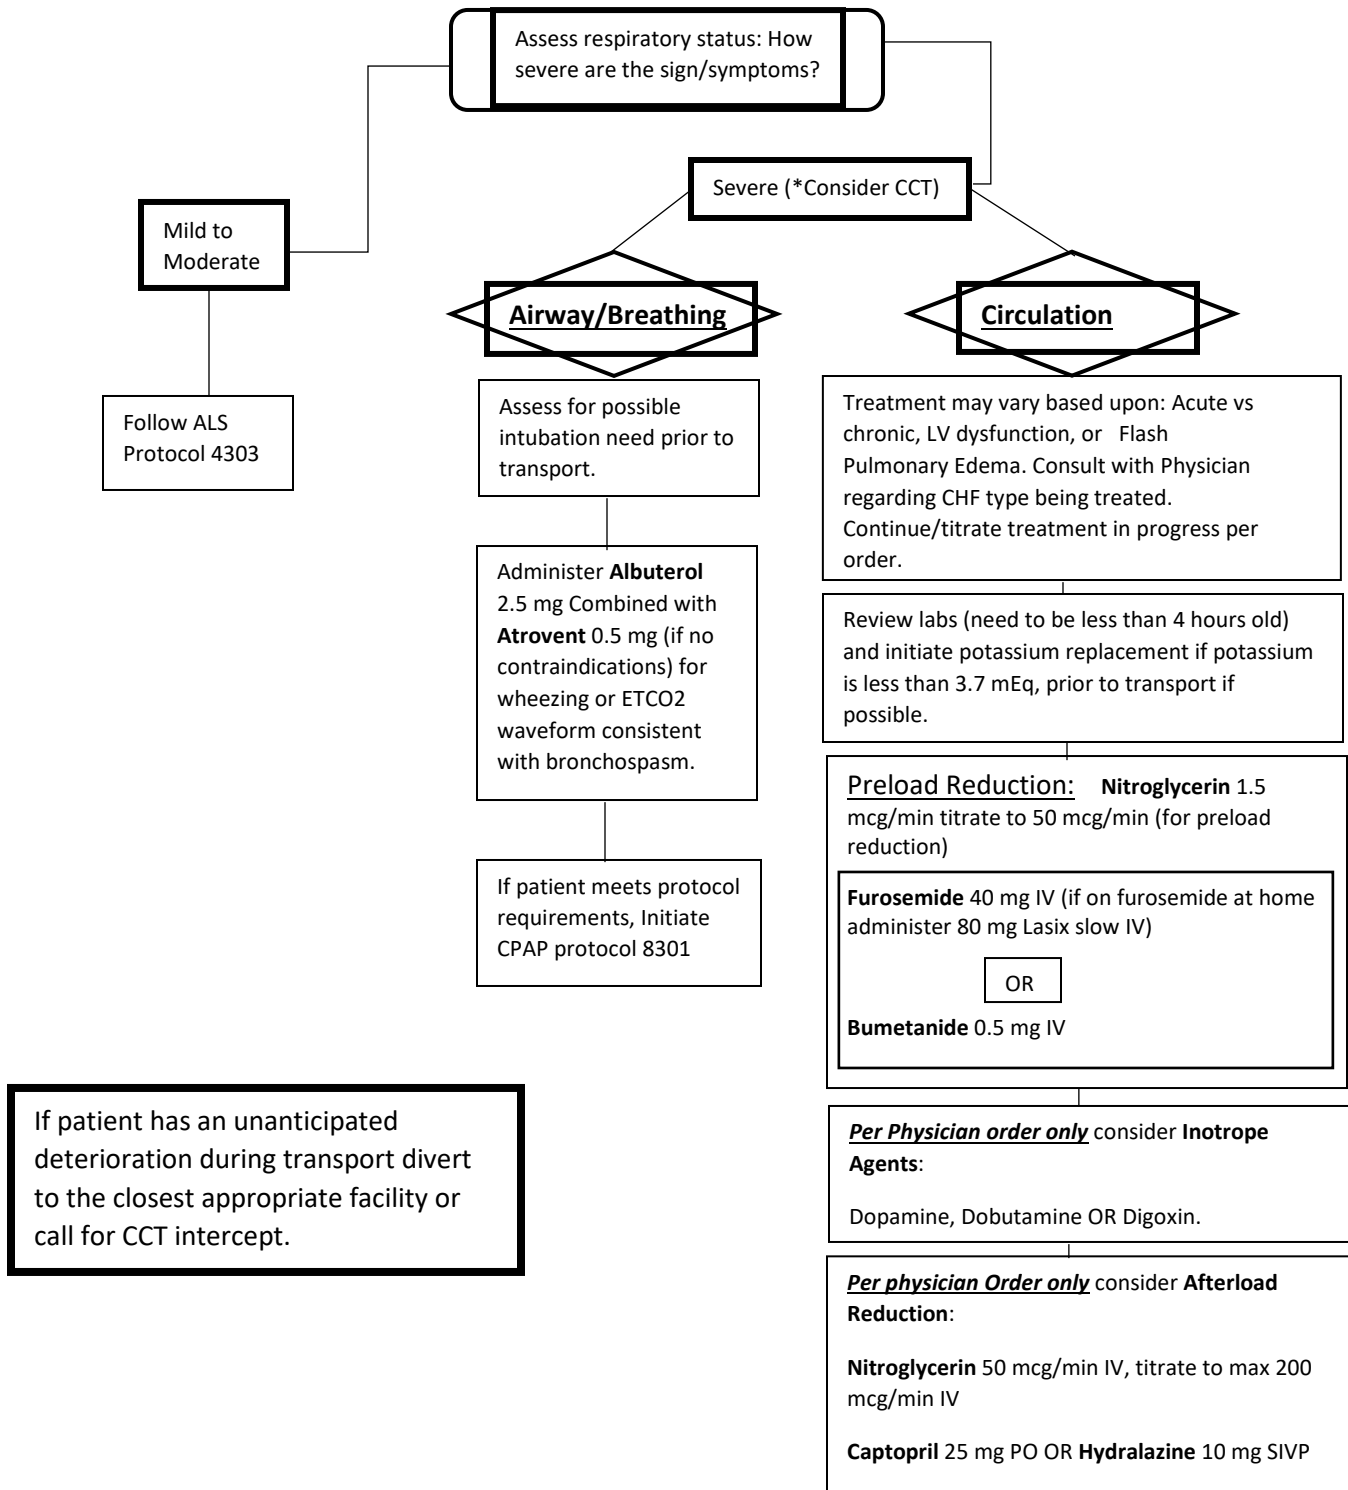 Assess respiratory status: How
severe are the sign/symptoms?
Severe (*Consider CCT)
Mild to
Moderate
Follow ALS
Protocol 4303
Airway/Breathing
Assess for possible
intubation need prior to
transport.
Administer Albuterol
2.5 mg Combined with
Atrovent 0.5 mg (if no
contraindications) for
wheezing or ETCO2
waveform consistent
with bronchospasm.
If patient meets protocol
requirements, Initiate
CPAP protocol 8301
Circulation
Treatment may vary based upon: Acute vs
chronic, LV dysfunction, or Flash
Pulmonary Edema. Consult with Physician
regarding CHF type being treated.
Continue/titrate treatment in progress per
order.
Review labs (need to be less than 4 hours old)
and initiate potassium replacement if potassium
is less than 3.7 mEq, prior to transport if
possible.
Preload Reduction: Nitroglycerin 1.5
mcg/min titrate to 50 mcg/min (for preload
reduction)
Furosemide 40 mg IV (if on furosemide at home
administer 80 mg Lasix slow IV)
OR
Bumetanide 0.5 mg IV
Per Physician order only consider Inotrope
Agents:
Dopamine, Dobutamine OR Digoxin.
Per physician Order only consider Afterload
Reduction:
Nitroglycerin 50 mcg/min IV, titrate to max 200
mcg/min IV
Captopril 25 mg PO OR Hydralazine 10 mg SIVP
If patient has an unanticipated
deterioration during transport divert
to the closest appropriate facility or
call for CCT intercept.